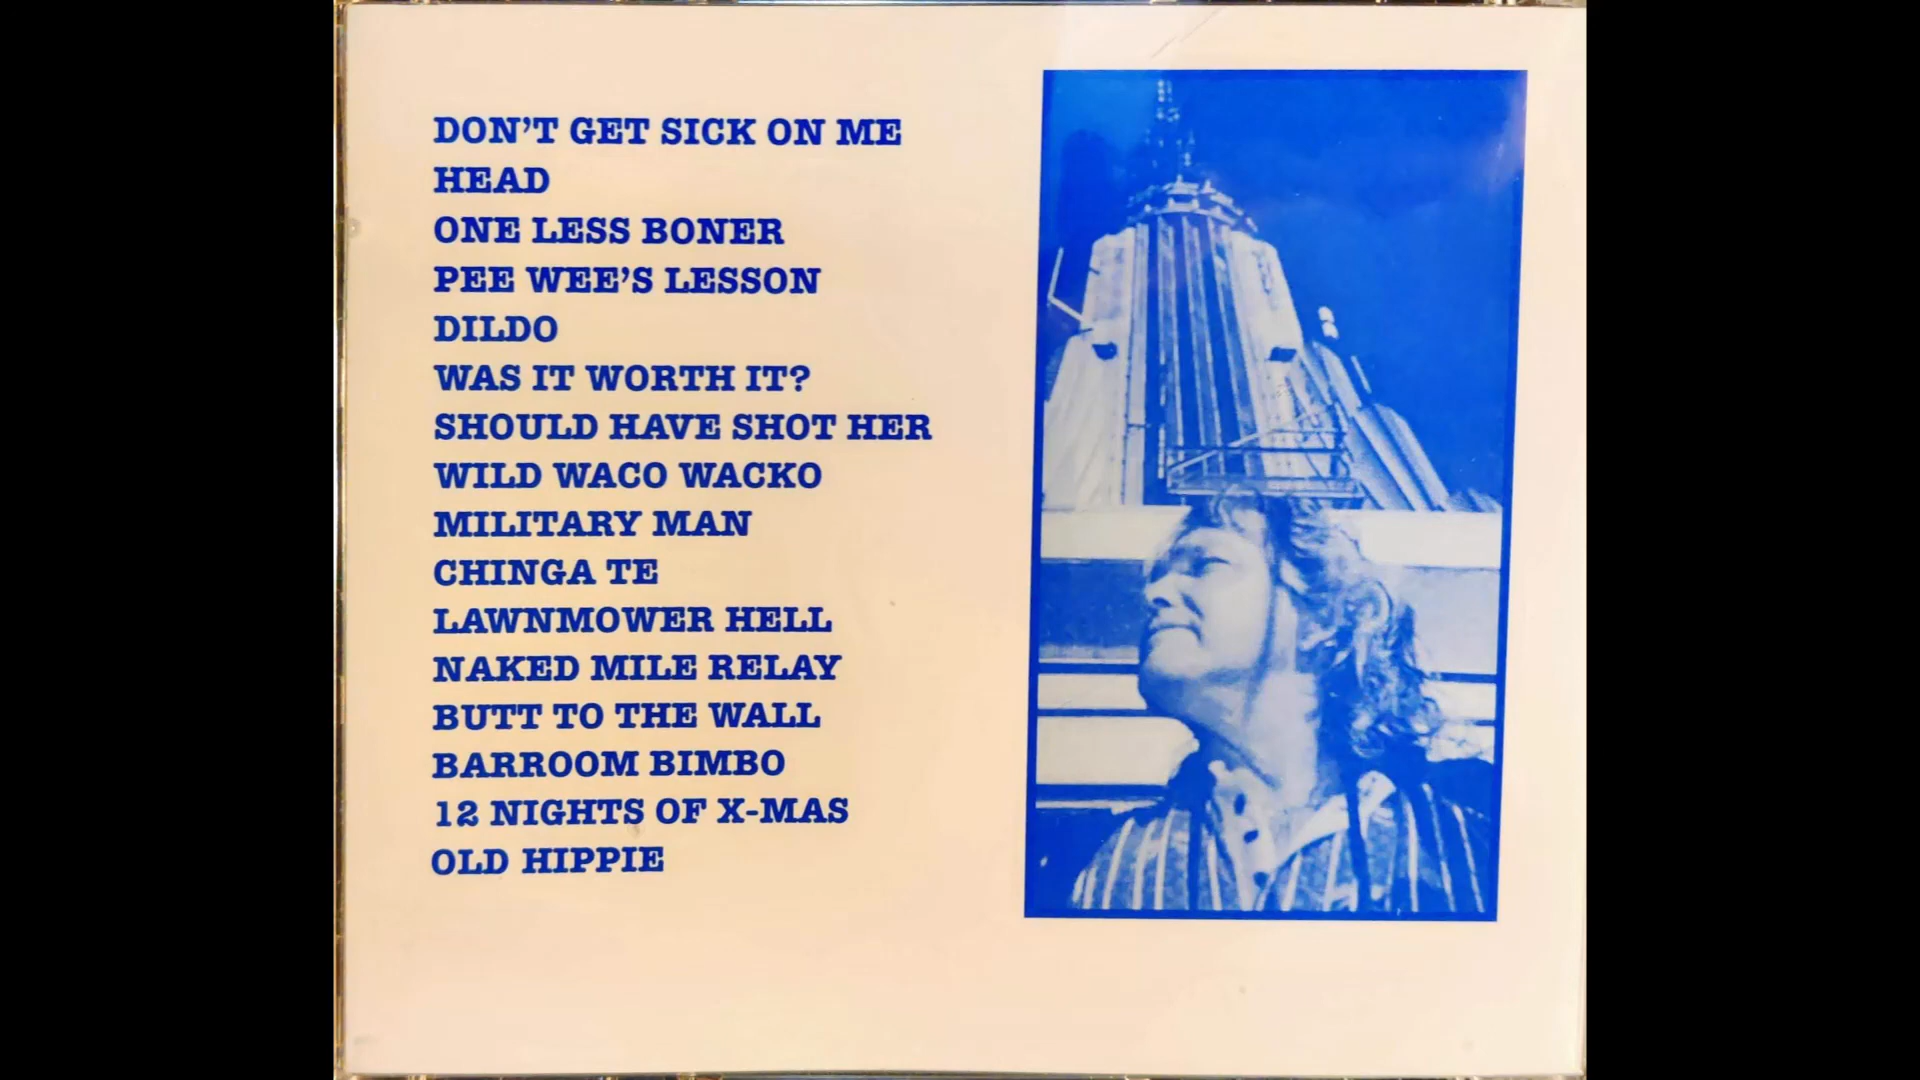 DON'T GET SICK ON ME
HEAD
ONE LESS BONER
PEE WEE'S LESSON
DILDO
WAS IT WORTH IT?
SHOULD HAVE SHOT HER
WILD WACO WACKO
MILITARY MAN
CHINGA TE
LAWNMOWER HELL
NAKED MILE RELAY
BUTT TO THE WALL
BARROOM BIMBO
12 NIGHTS OF X-MAS
OLD HIPPIE